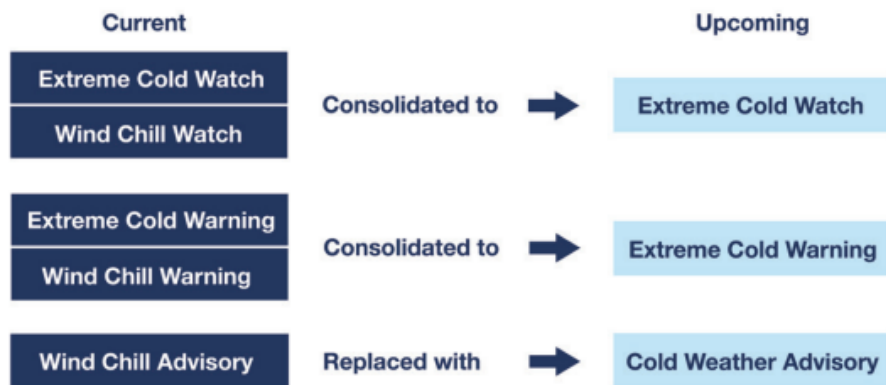 Current
Upcoming
Extreme Cold Watch
Wind Chill Watch
Consolidated to
Extreme Cold Watch
Extreme Cold Warning
Wind Chill Warning
Consolidated to
Extreme Cold Warning
Wind Chill Advisory
Replaced with
Cold Weather Advisory